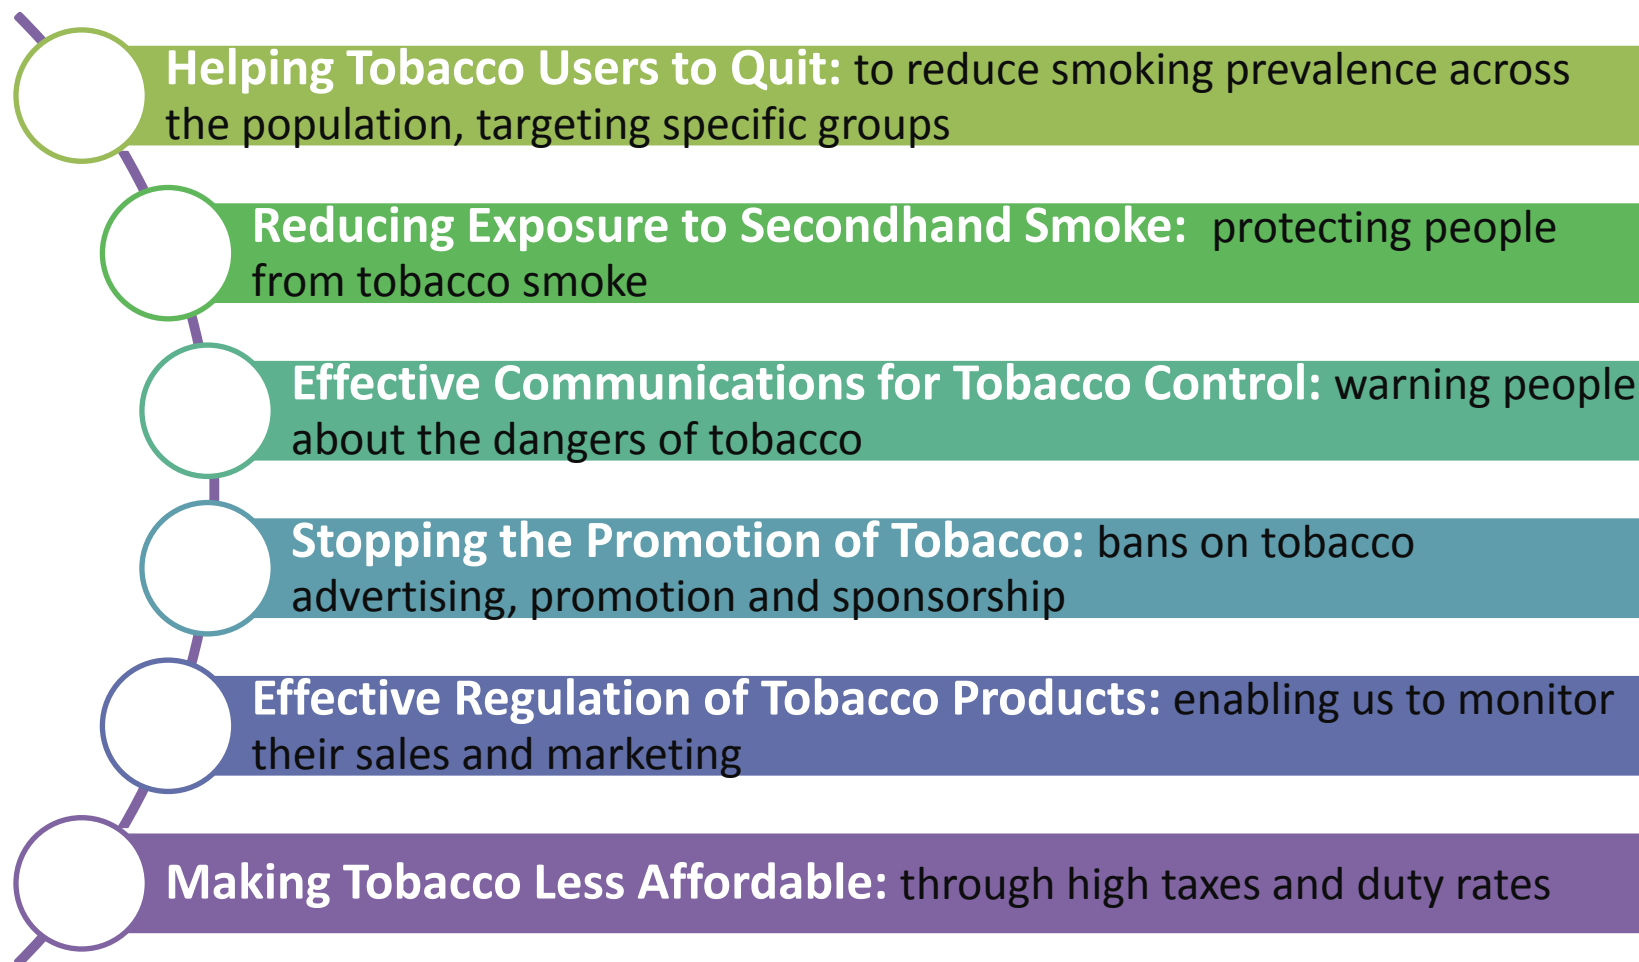 Helping Tobacco Users to Quit: to reduce smoking prevalence across
the population, targeting specific groups
Reducing Exposure to Secondhand Smoke: protecting people
from tobacco smoke
Effective Communications for Tobacco Control: warning people
about the dangers of tobacco
Stopping the Promotion of Tobacco: bans on tobacco
advertising, promotion and sponsorship
Effective Regulation of Tobacco Products: enabling us to monitor
their sales and marketing
Making Tobacco Less Affordable: through high taxes and duty rates